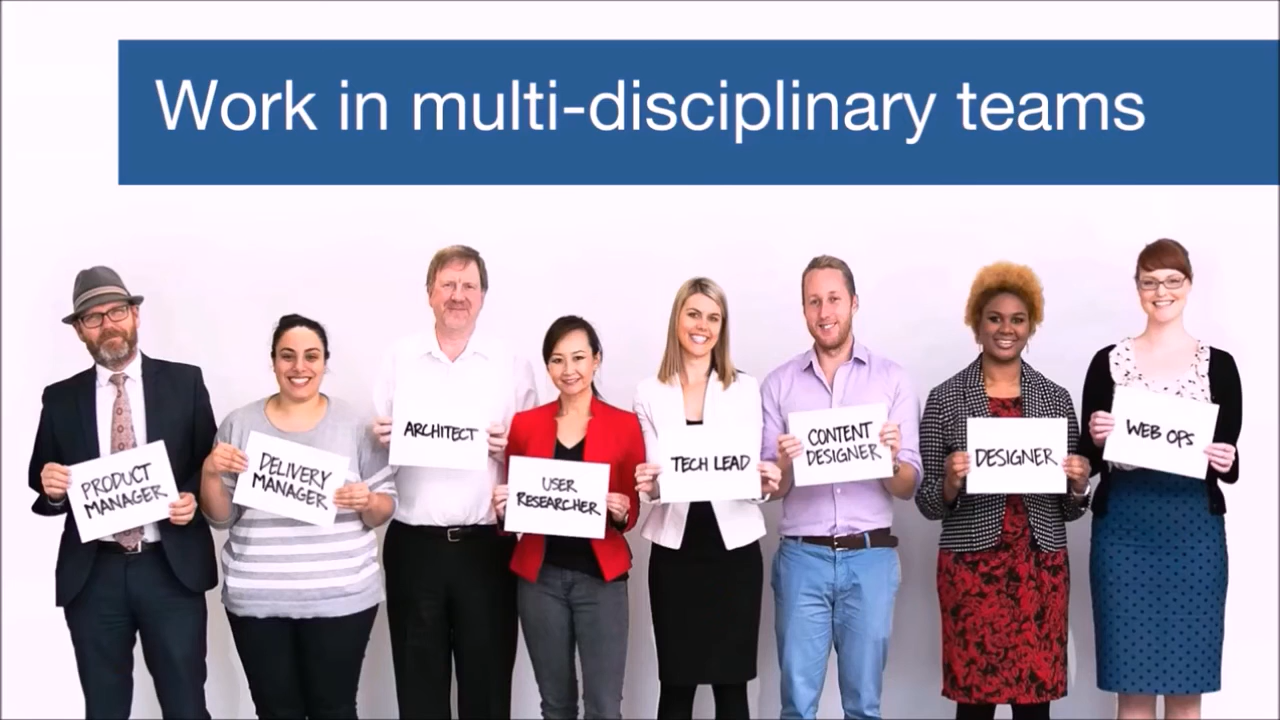 Work in multi-disciplinary teams
PRODUCT
MANAGER
DELIVERY
MANAGER
ARCHITECT
USER
RESEARCHER
TECH LEAD
CONTENT
DESIGNER
DESIGNER
WEB OPS